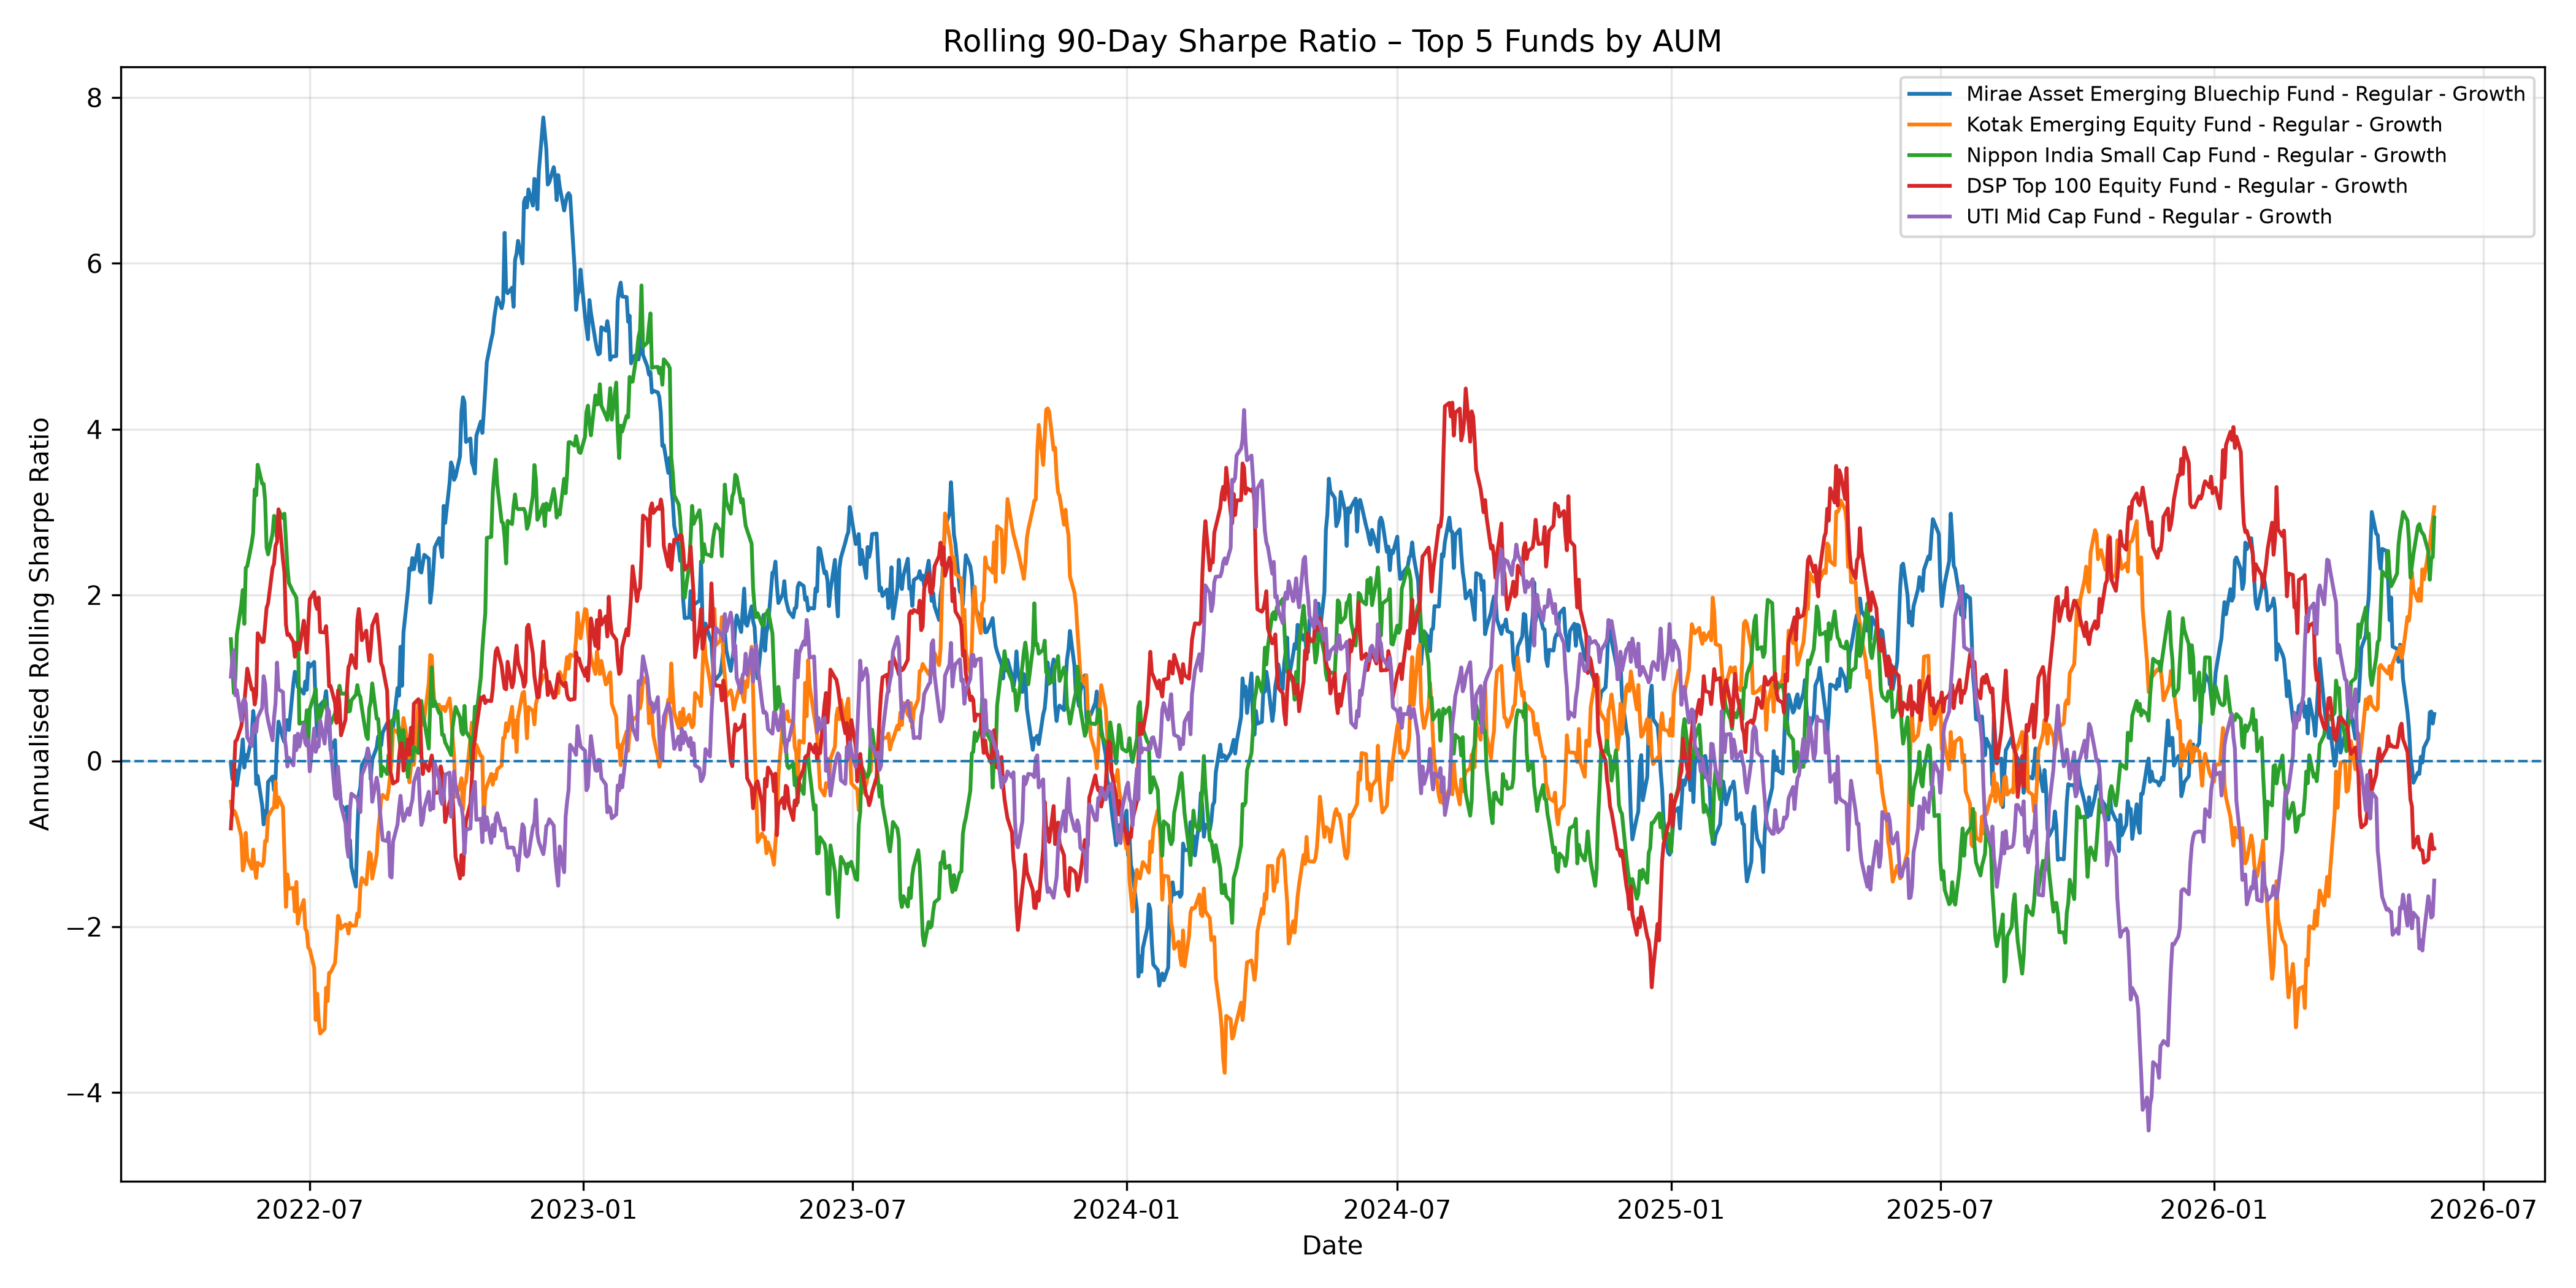 Rolling 90-Day Sharpe Ratio – Top 5 Funds by AUM
Mirae Asset Emerging Bluechip Fund - Regular - Growth
Kotak Emerging Equity Fund - Regular - Growth
Nippon India Small Cap Fund - Regular - Growth
DSP Top 100 Equity Fund - Regular - Growth
UTI Mid Cap Fund - Regular - Growth
Annualised Rolling Sharpe Ratio
8
6
4
2
0
−2
−4
2022-07
2023-01
2023-07
2024-01
2024-07
2025-01
2025-07
2026-01
2026-07
Date